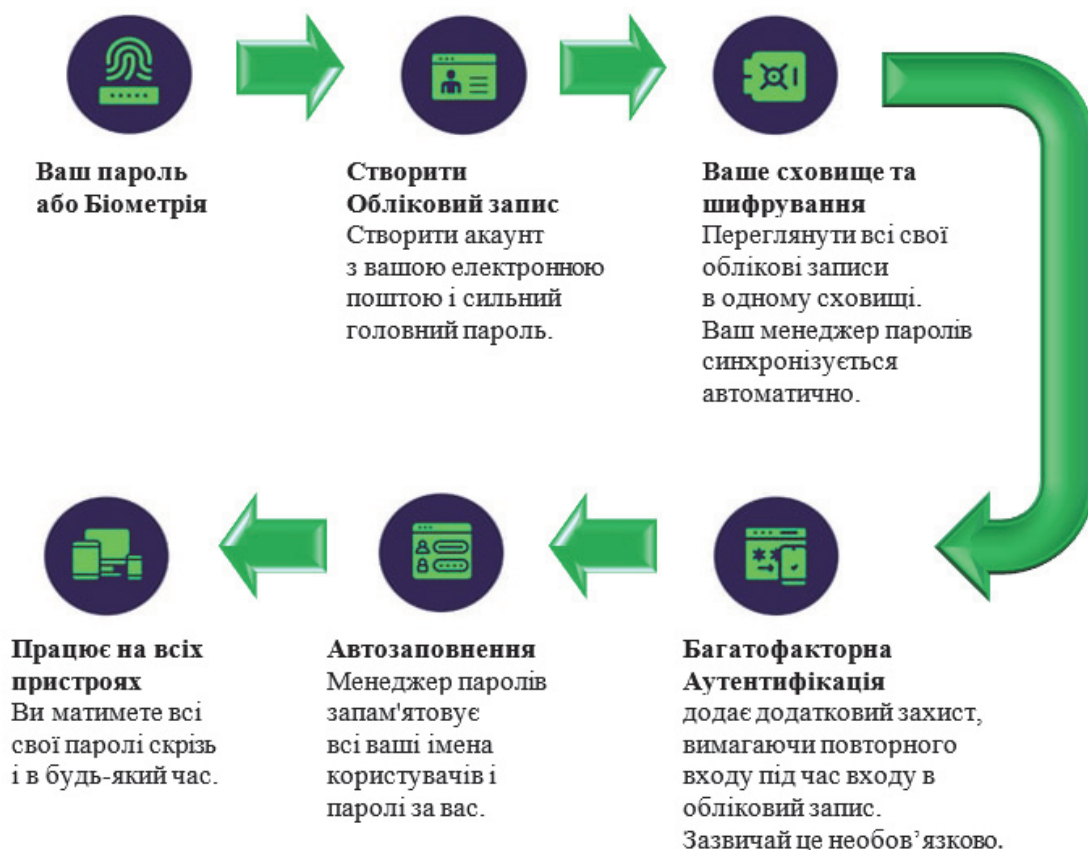 Ваш пароль
або Біометрія
Створити
Обліковий запис
Створити акаунт
з вашою електронною
поштою і сильний
головний пароль.
Ваше сховище та
шифрування
Переглянути всі свої
облікові записи
в одному сховищі.
Ваш менеджер паролів
синхронізується
автоматично.
Багатофакторна
Аутентифікація
додає додатковий захист,
вимагаючи повторного
входу під час входу в
обліковий запис.
Зазвичай це необов’язково.
Автозаповнення
Менеджер паролів
запам'ятовує
всі ваші імена
користувачів і
паролі за вас.
Працює на всіх
пристроях
Ви матимете всі
свої паролі скрізь
і в будь-який час.